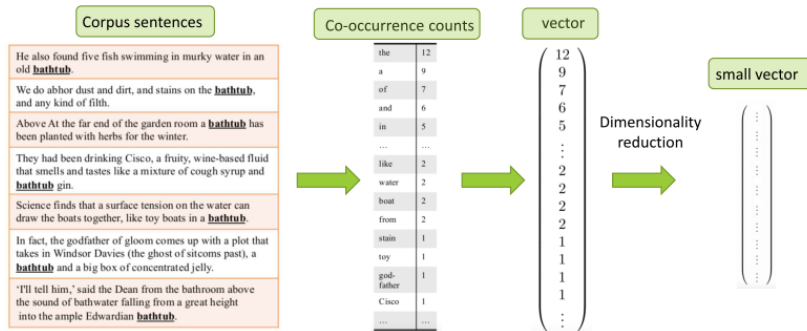 Corpus sentences
He also found five fish swimming in murky water in an
old bathtub.
We do abhor dust and dirt, and stains on the bathtub,
and any kind of filth.
Above At the far end of the garden room a bathtub has
been planted with herbs for the winter.
They had been drinking Cisco, a fruity, wine-based fluid
that smells and tastes like a mixture of cough syrup and
bathtub gin.
Science finds that a surface tension on the water can
draw the boats together, like toy boats in a bathtub.
In fact, the godfather of gloom comes up with a plot that
takes in Windsor Davies (the ghost of sitcoms past), a
bathtub and a big box of concentrated jelly.
'I'll tell him,' said the Dean from the bathroom above
the sound of bathwater falling from a great height
into the ample Edwardian bathtub.
Co-occurrence counts
the 12
a 9
of 7
and 6
in 5
... ...
like 2
water 2
boat 2
from 2
stain 1
toy 1
god-
father 1
Cisco 1
... ...
vector
12
9
7
6
5
⋮
2
2
2
2
1
1
1
1
⋮
Dimensionality
reduction
small vector
⋮
⋮
⋮
⋮
⋮
⋮
⋮
⋮
⋮
⋮